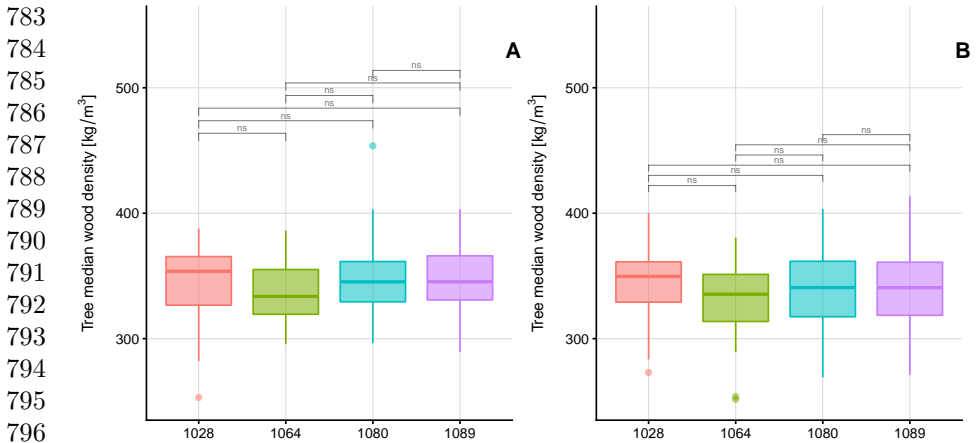 783
784
785
786
787
788
789
790
791
792
793
794
795
796
Tree median wood density [kg/m³]
500
400
300
A
ns
ns
ns
ns
ns
ns
1028 1064 1080 1089
Tree median wood density [kg/m³]
500
400
300
B
ns
ns
ns
ns
ns
ns
1028 1064 1080 1089